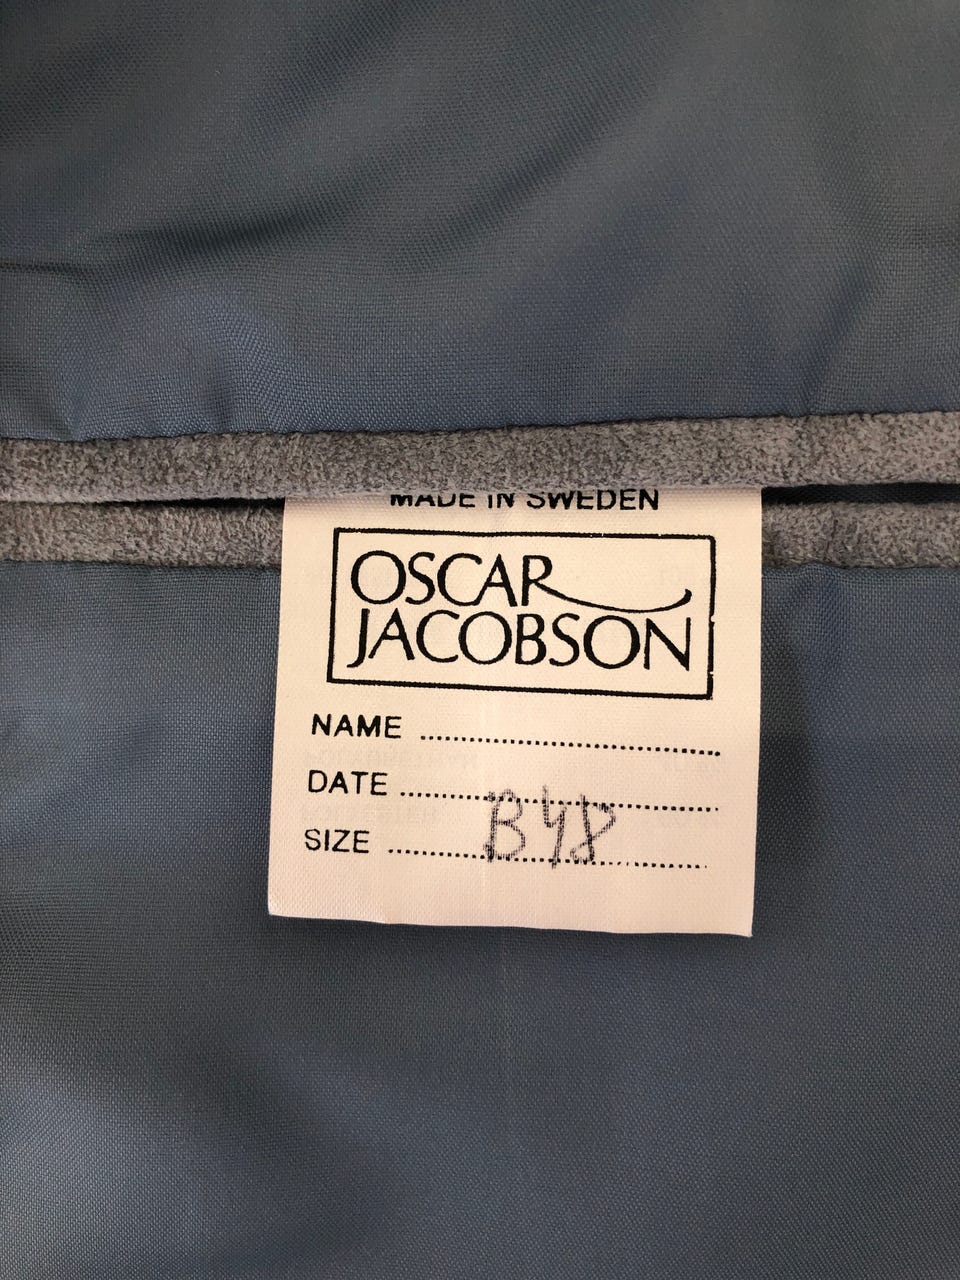 MADE IN SWEDEN
OSCAR
JACOBSON
NAME ..............................
DATE ..............................
SIZE ........ B48 ..............